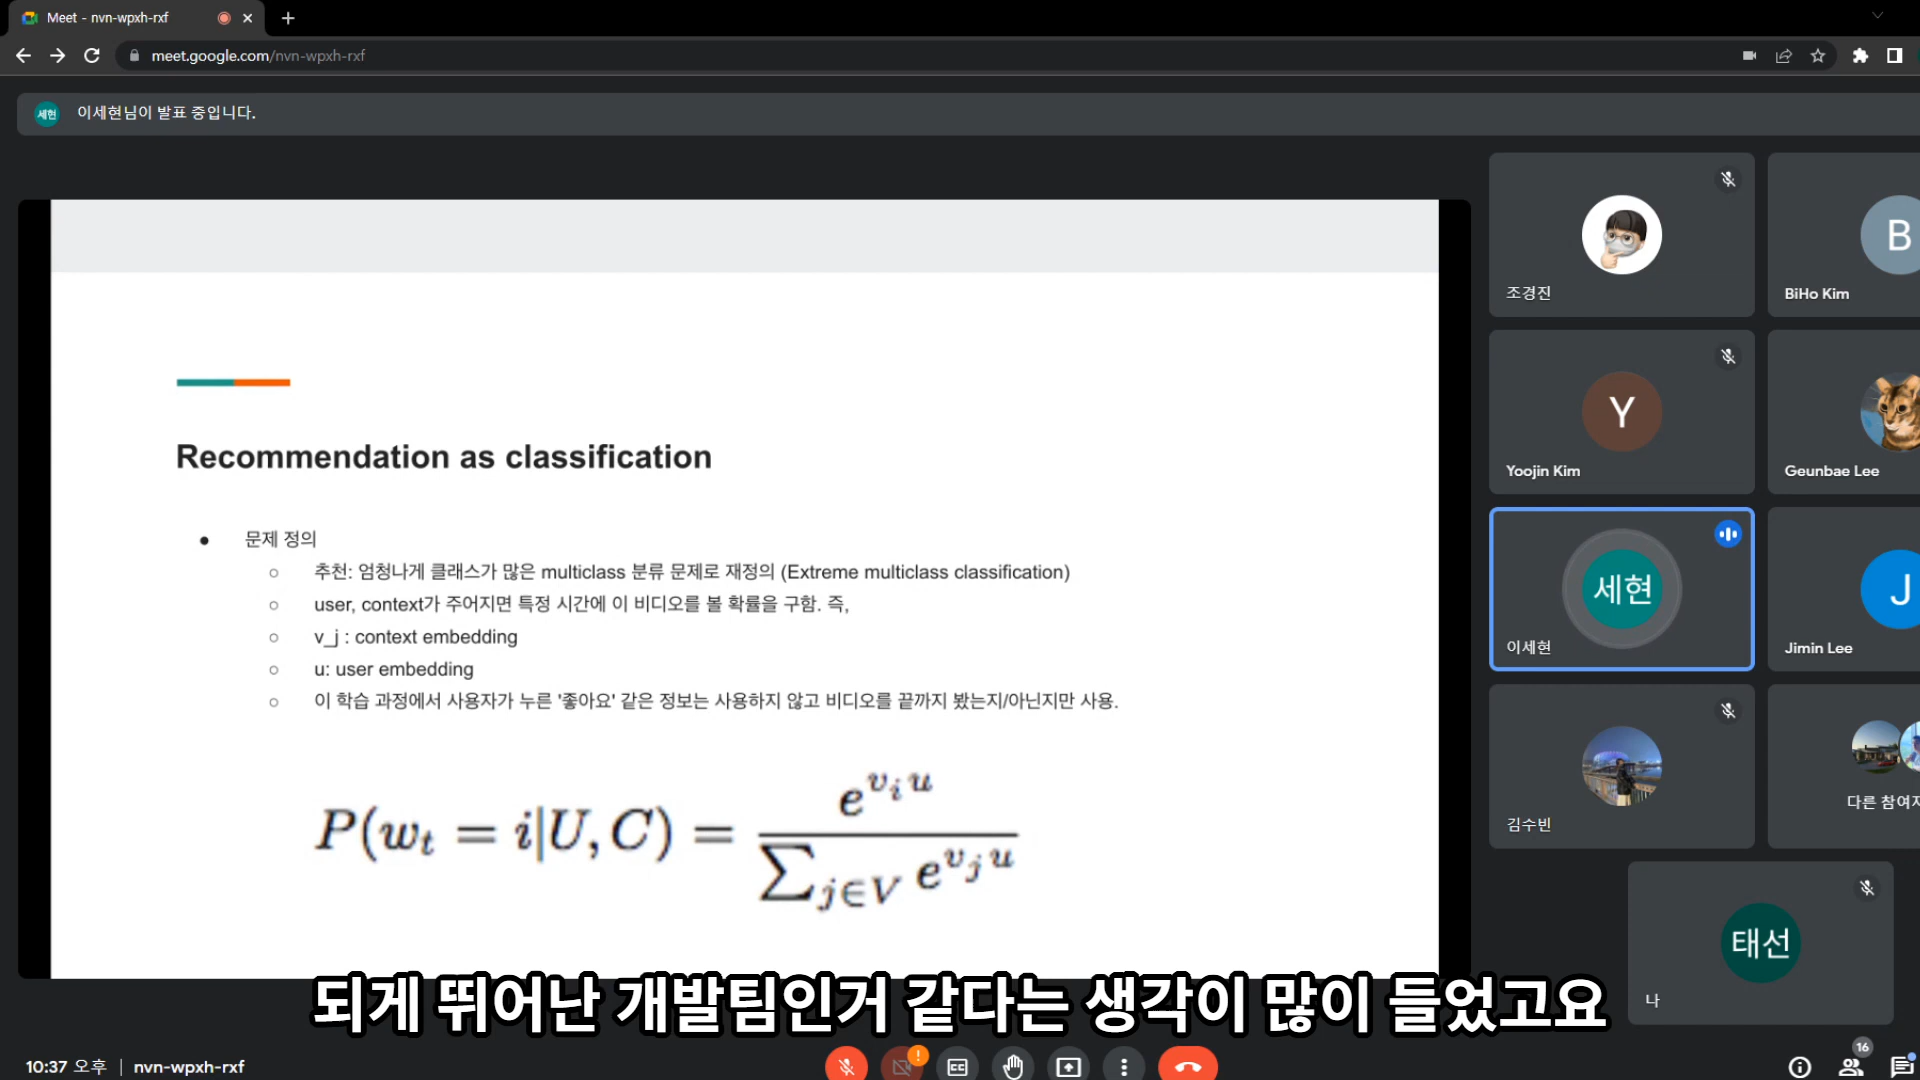 Meet - nvn-wpxh-rxf
meet.google.com/nvn-wpxh-rxf
세현 이세현님이 발표 중입니다.
Recommendation as classification
● 문제 정의
○ 추천: 엄청나게 클래스가 많은 multiclass 분류 문제로 재정의 (Extreme multiclass classification)
○ user, context가 주어지면 특정 시간에 이 비디오를 볼 확률을 구함. 즉,
○ v_j : context embedding
○ u: user embedding
○ 이 학습 과정에서 사용자가 누른 '좋아요' 같은 정보는 사용하지 않고 비디오를 끝까지 봤는지/아닌지만 사용.
P(w_t = i|U, C) = \frac{e^{v_i u}}{\sum_{j∈V} e^{v_j u}}
조경진
B
BiHo Kim
Y
Yoojin Kim
Geunbae Lee
세현
이세현
J
Jimin Lee
김수빈
다른 참여
태선
나
되게 뛰어난 개발팀인거 같다는 생각이 많이 들었고요
10:37 오후 | nvn-wpxh-rxf
!
CC
16